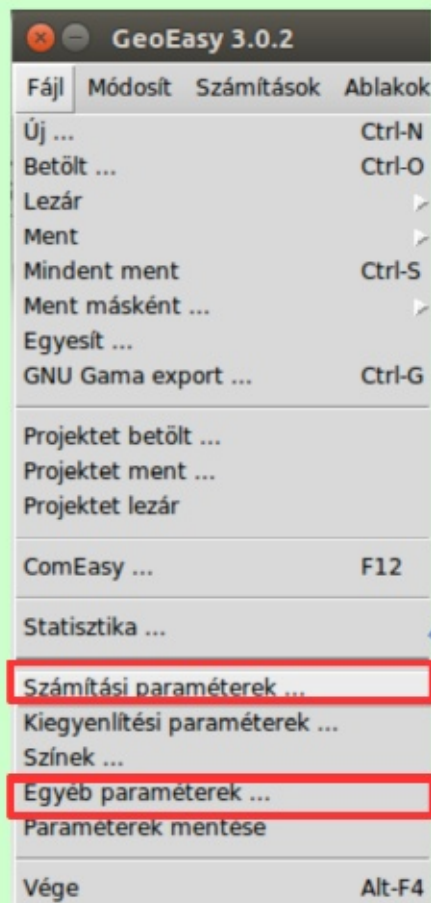 GeoEasy 3.0.2
Fájl Módosít Számítások Ablakok
Új ... Ctrl-N
Betölt ... Ctrl-O
Lezár
Ment
Mindent ment Ctrl-S
Ment másként ...
Egyesít ...
GNU Gama export ... Ctrl-G
Projektet betölt ...
Projektet ment ...
Projektet lezár
ComEasy ... F12
Statisztika ...
Számítási paraméterek ...
Kiegyenlítési paraméterek ...
Színek ...
Egyéb paraméterek ...
Paraméterek mentése
Vége Alt-F4